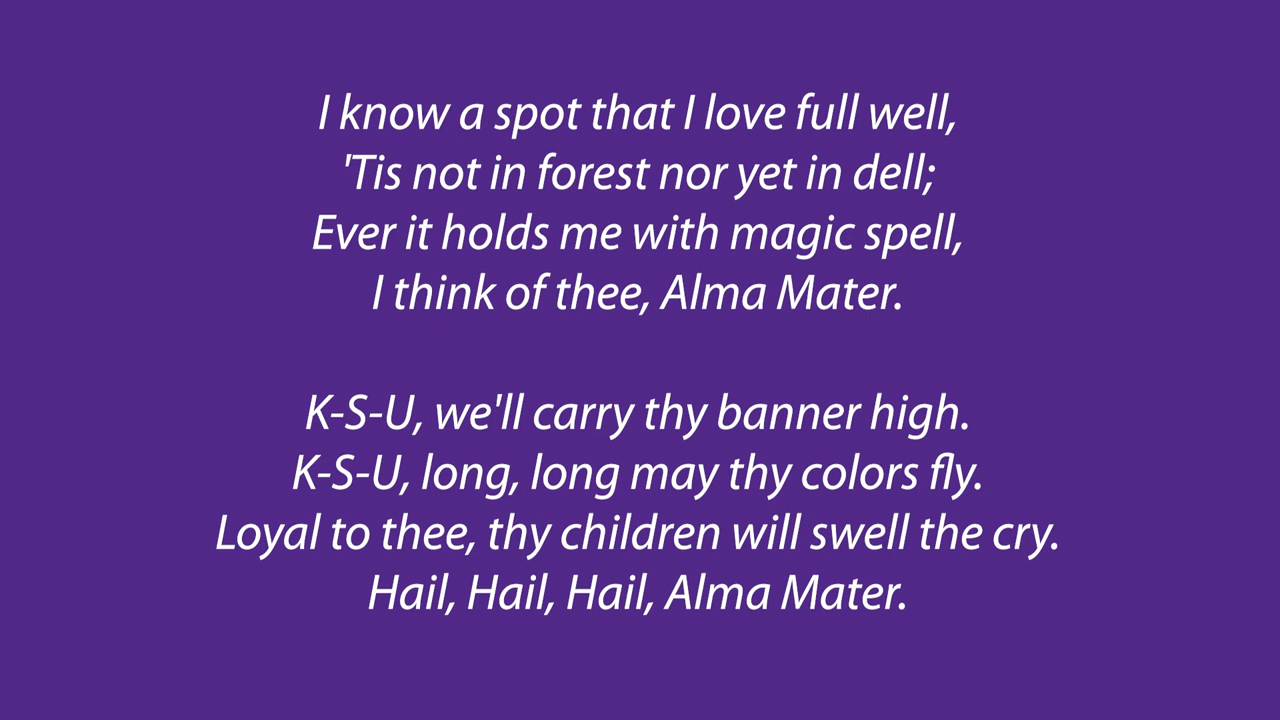 I know a spot that I love full well,
'Tis not in forest nor yet in dell;
Ever it holds me with magic spell,
I think of thee, Alma Mater.
K-S-U, we'll carry thy banner high.
K-S-U, long, long may thy colors fly.
Loyal to thee, thy children will swell the cry.
Hail, Hail, Hail, Alma Mater.